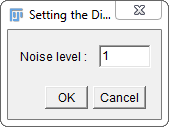 Setting the Di...
Noise level : 1
OK Cancel